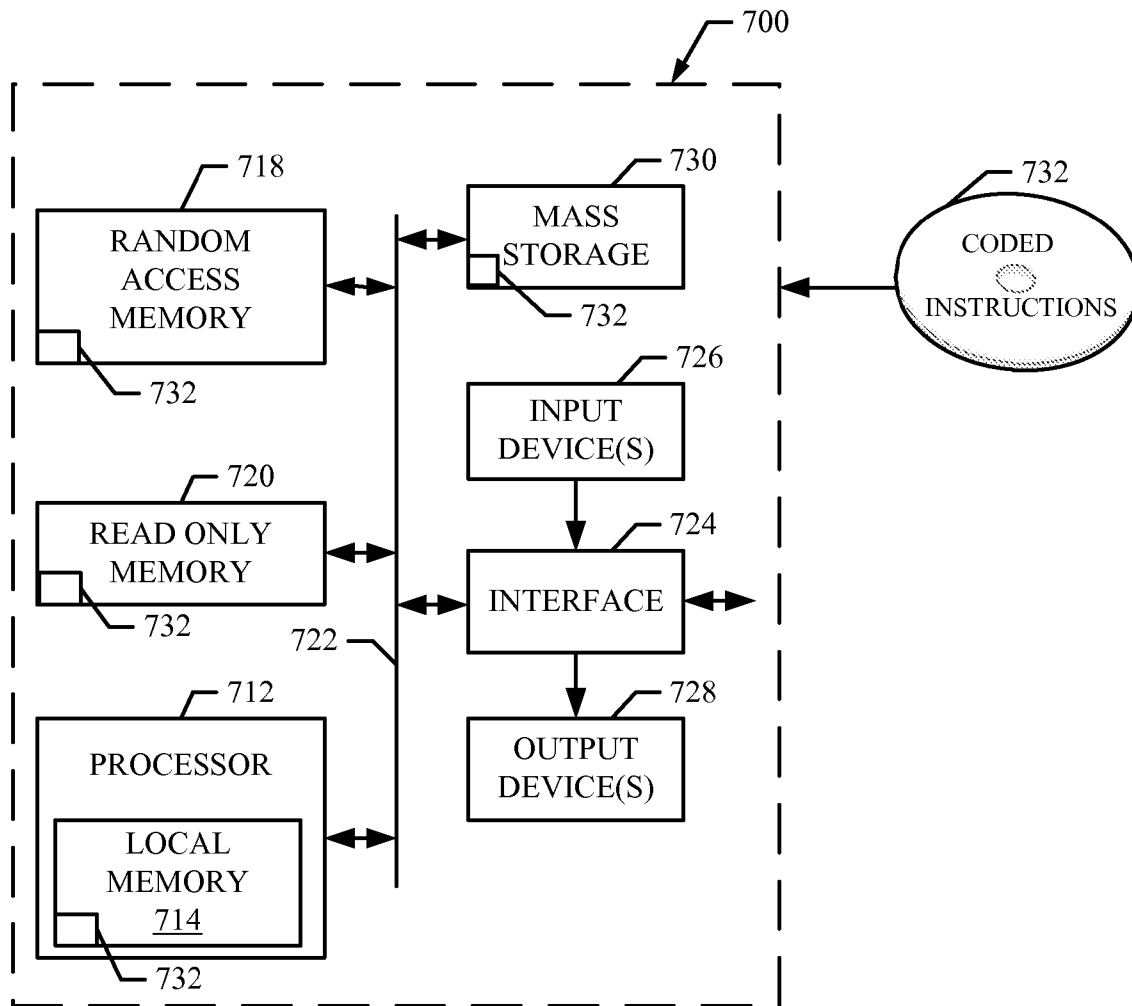 700
718
RANDOM
ACCESS
MEMORY
732
730
MASS
STORAGE
732
732
CODED
INSTRUCTIONS
726
INPUT
DEVICE(S)
720
READ ONLY
MEMORY
732
724
INTERFACE
722
712
PROCESSOR
LOCAL
MEMORY
714
732
728
OUTPUT
DEVICE(S)